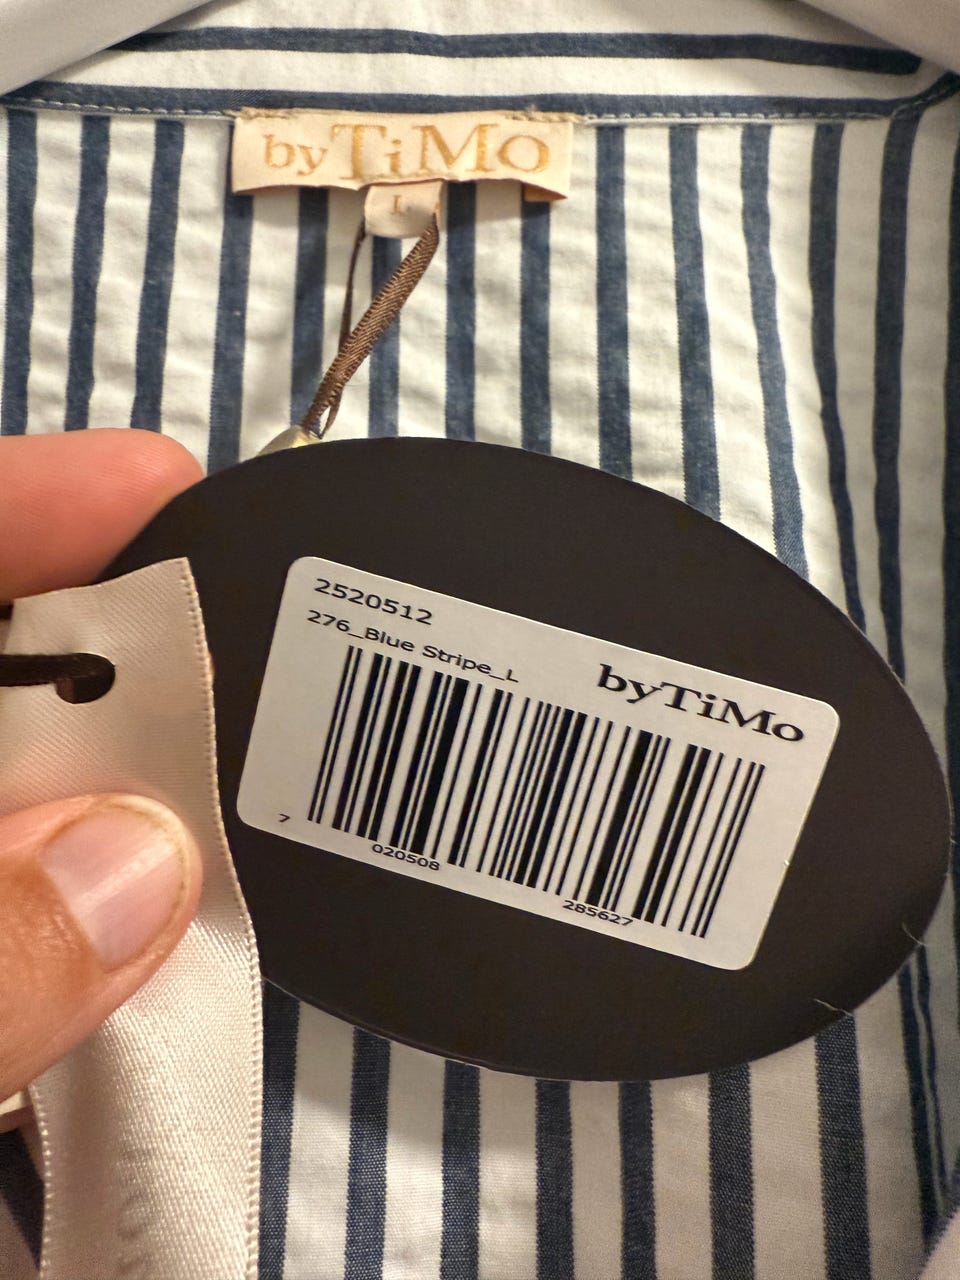 byTiMo
L
2520512
276_Blue Stripe_L
byTiMo
7 020508 285627